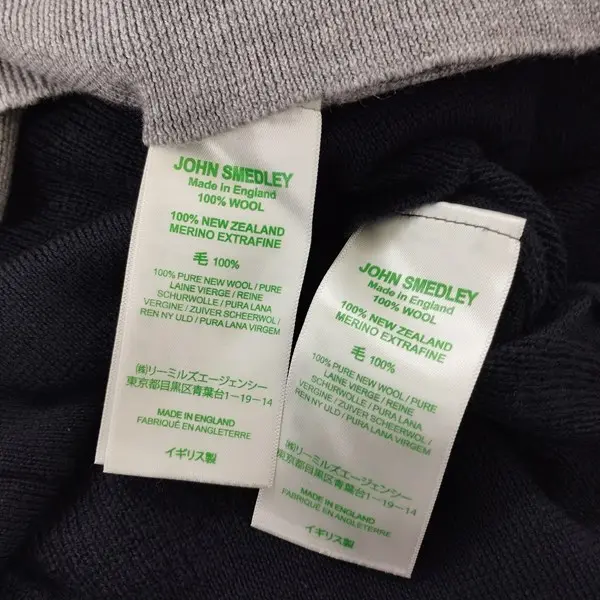 JOHN SMEDLEY
Made in England
100% WOOL
100% NEW ZEALAND
MERINO EXTRAFINE
毛 100%
100% PURE NEW WOOL / PURE
LAINE VIERGE / REINE
SCHURWOLLE / PURA LANA
VERGINE / ZUIVER SCHEERWOL /
REN NY ULD / PURA LANA VIRGEM
㈱リーミルズエージェンシー
東京都目黒区青葉台1-19-14
MADE IN ENGLAND
FABRIQUÉ EN ANGLETERRE
イギリス製
JOHN SMEDLEY
Made in England
100% WOOL
100% NEW ZEALAND
MERINO EXTRAFINE
毛 100%
100% PURE NEW WOOL / PURE
LAINE VIERGE / REINE
SCHURWOLLE / PURA LANA
VERGINE / ZUIVER SCHEERWOL /
REN NY ULD / PURA LANA VIRGEM
㈱リーミルズエージェンシー
東京都目黒区青葉台1-19-14
MADE IN ENGLAND
FABRIQUÉ EN ANGLETERRE
イギリス製